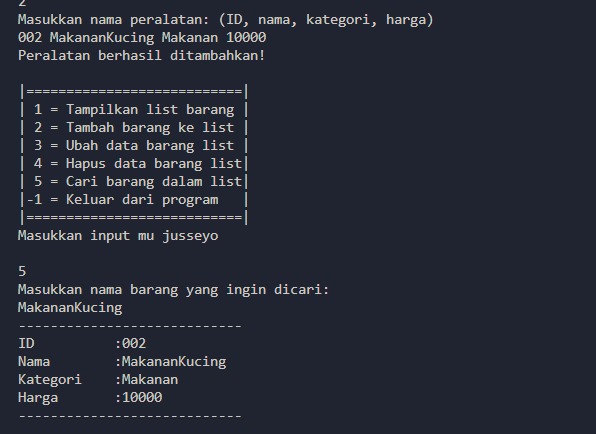 2
Masukkan nama peralatan: (ID, nama, kategori, harga)
002 MakananKucing Makanan 10000
Peralatan berhasil ditambahkan!

|===========================|
| 1 = Tampilkan list barang |
| 2 = Tambah barang ke list |
| 3 = Ubah data barang list |
| 4 = Hapus data barang list|
| 5 = Cari barang dalam list|
|-1 = Keluar dari program   |
|===========================|
Masukkan input mu jusseyo

5
Masukkan nama barang yang ingin dicari:
MakananKucing
----------------------------
ID          :002
Nama        :MakananKucing
Kategori    :Makanan
Harga       :10000
----------------------------